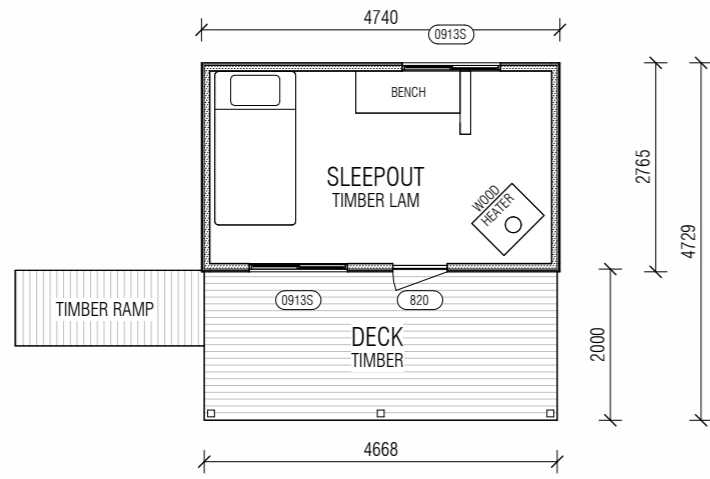 4740
0913S
BENCH
SLEEPOUT
TIMBER LAM
WOOD
HEATER
2765
4729
TIMBER RAMP
0913S
820
DECK
TIMBER
2000
4668